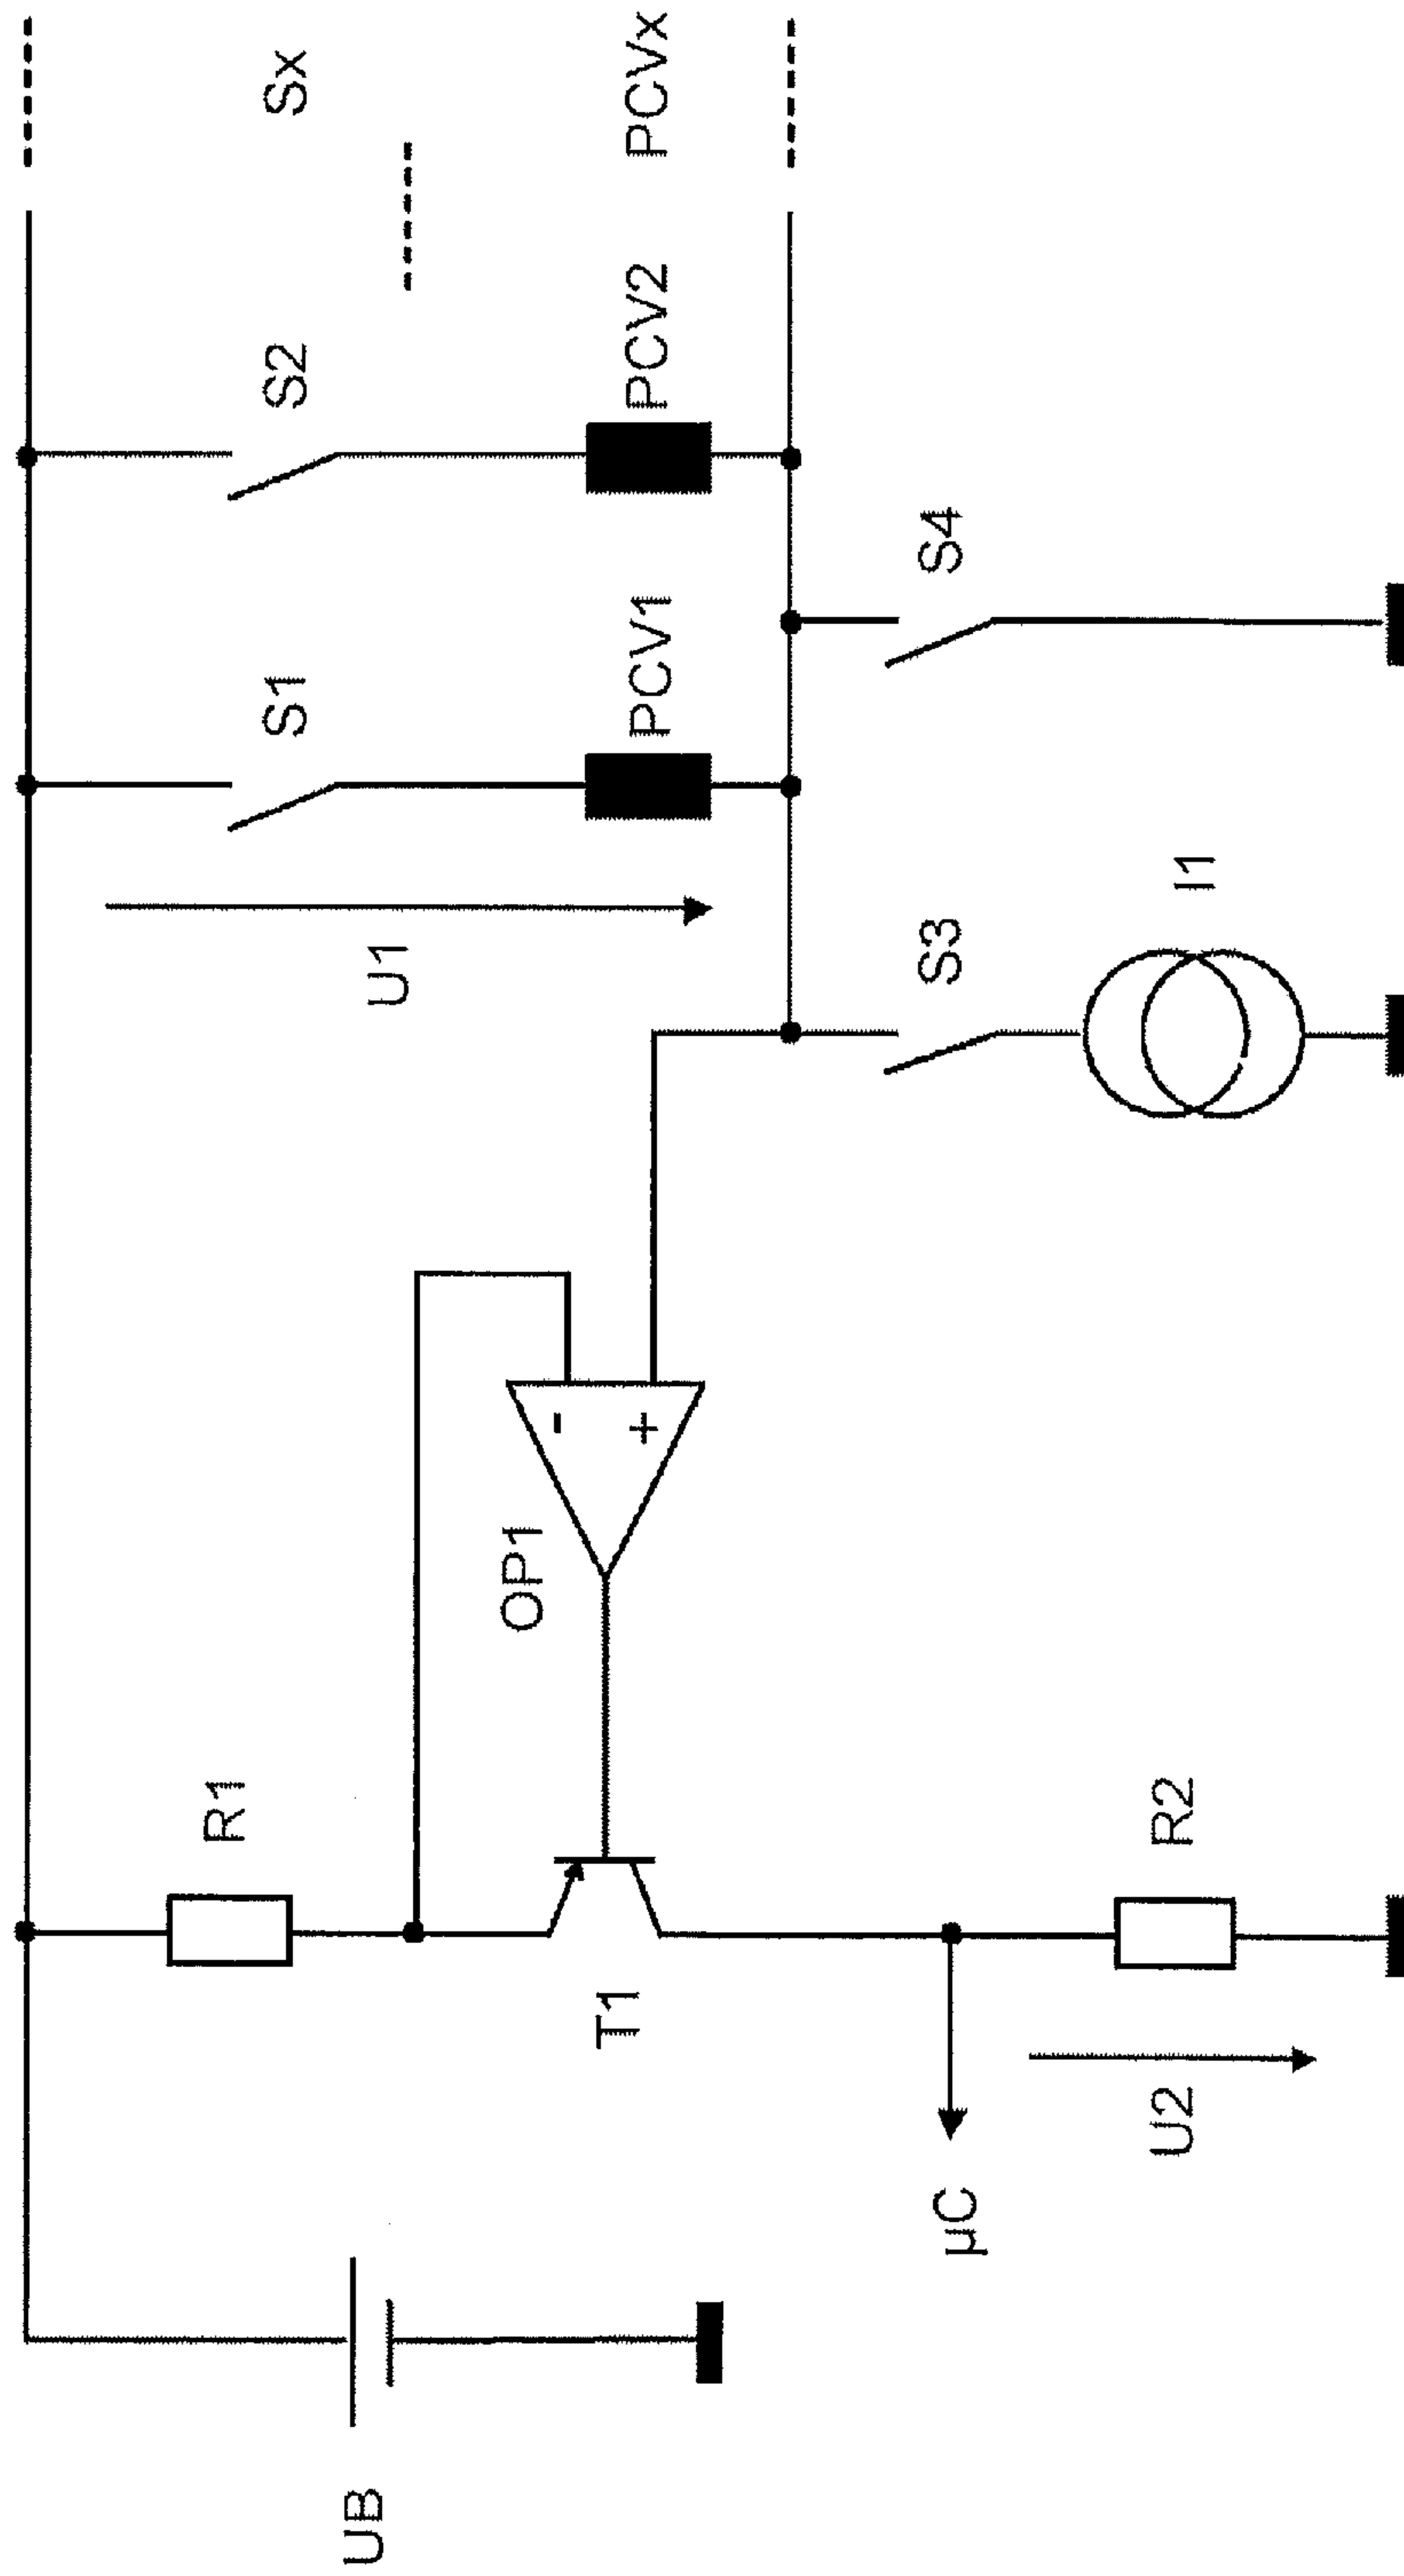 UB
R1
T1
µC
U2
R2
OP1
-
+
U1
S1
S2
Sx
PCV1
PCV2
PCVx
S3
S4
I1